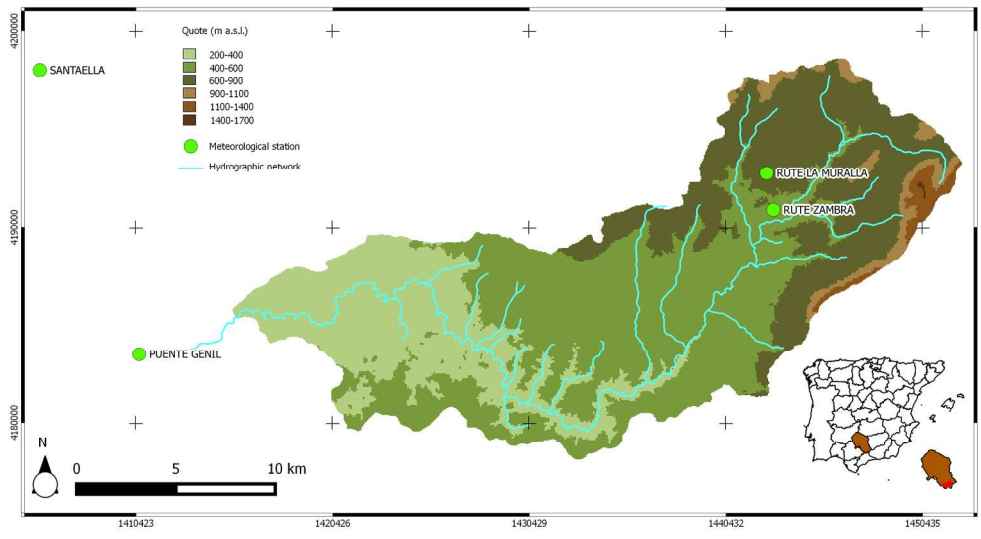 Quote (m a.s.l.)
200-400
400-600
600-900
900-1100
1100-1400
1400-1700
Meteorological station
Hydrographic network
SANTAELLA
RUTE LA MURALLA
RUTE ZAMBRA
PUENTE GENIL
N
0 5 10 km
4200000
4190000
4180000
1410423 1420426 1430429 1440432 1450435